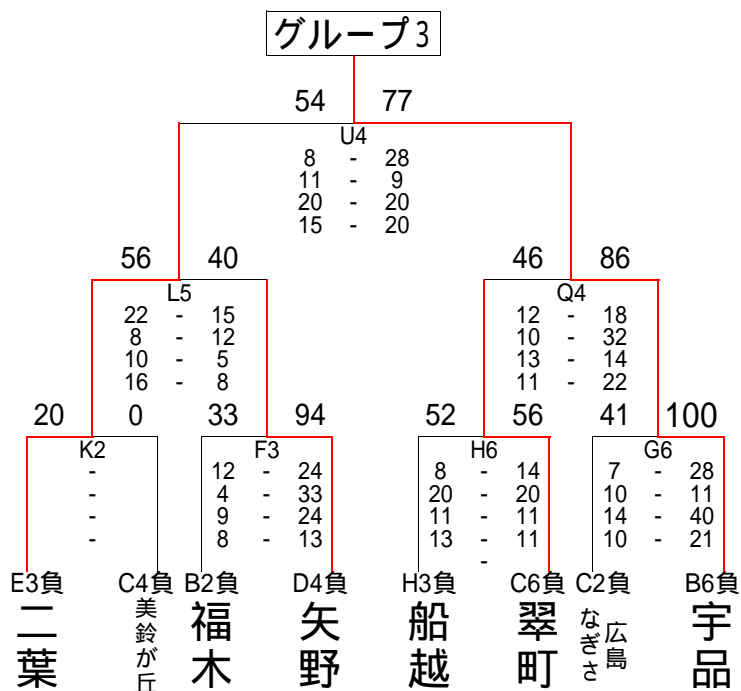 グループ3
54 77
U4
8 - 28
11 - 9
20 - 20
15 - 20
56 40
L5
22 - 15
8 - 12
10 - 5
16 - 8
46 86
Q4
12 - 18
10 - 32
13 - 14
11 - 22
20 0
K2
-
-
-
-
33 94
F3
12 - 24
4 - 33
9 - 24
8 - 13
52 56
H6
8 - 14
20 - 20
11 - 11
13 - 11
-
41 100
G6
7 - 28
10 - 11
14 - 40
10 - 21
E3負 C4負 B2負 D4負 H3負 C6負 C2負 B6負
二葉
美鈴が丘
福木
矢野
船越
翠町
広島
なぎさ
宇品